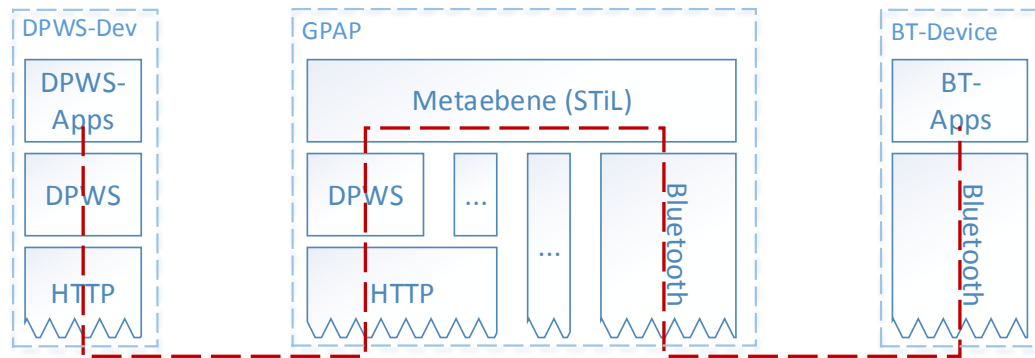 DPWS-Dev
DPWS-
Apps
DPWS
HTTP
GPAP
Metaebene (STiL)
DPWS
...
HTTP
...
Bluetooth
BT-Device
BT-
Apps
Bluetooth